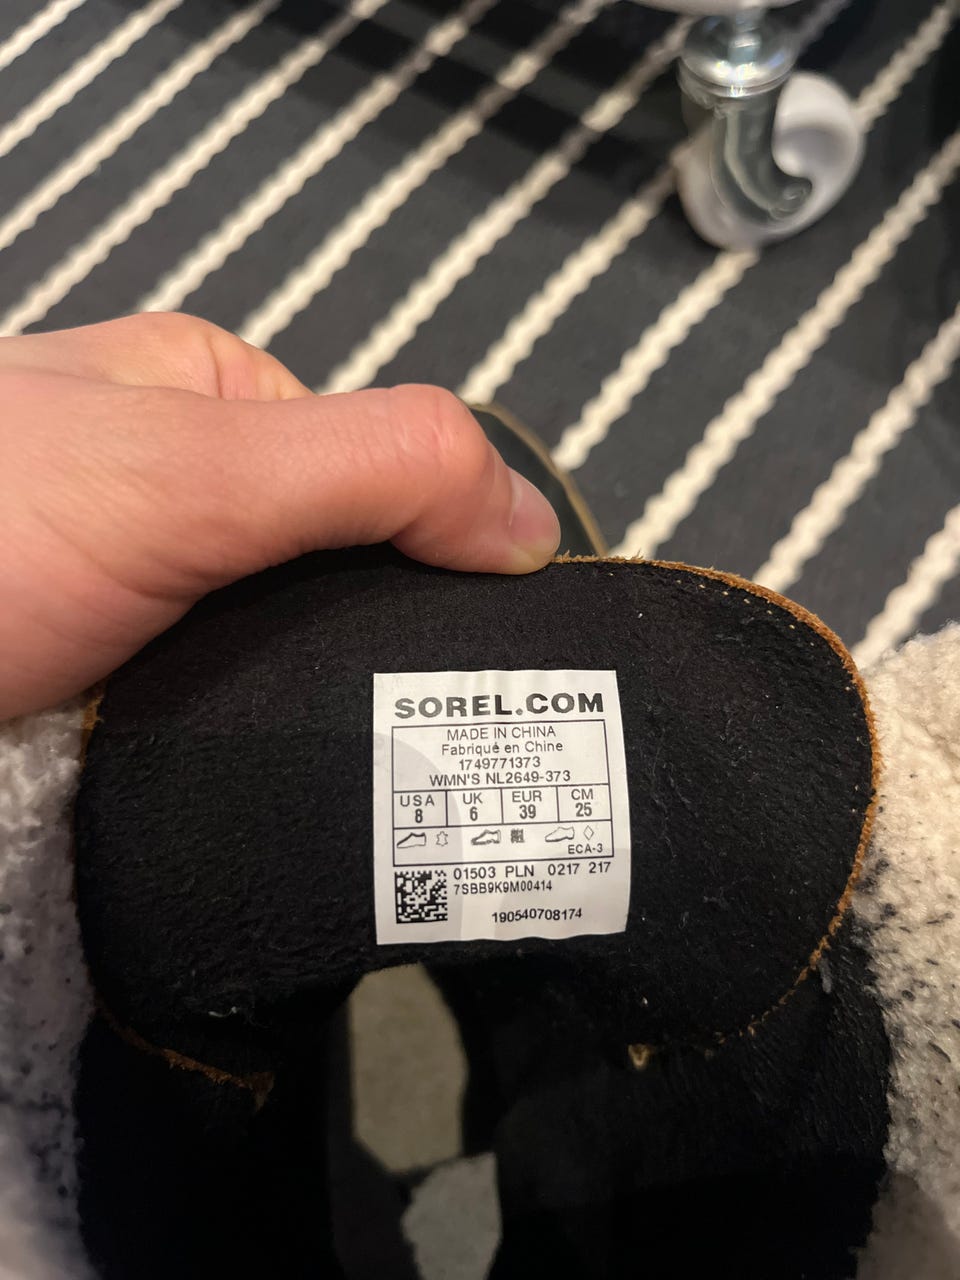 SOREL.COM
MADE IN CHINA
Fabriqué en Chine
1749771373
WMN'S NL2649-373
USA UK EUR CM
8 6 39 25
ECA-3
01503 PLN 0217 217
7SBB9K9M00414
190540708174